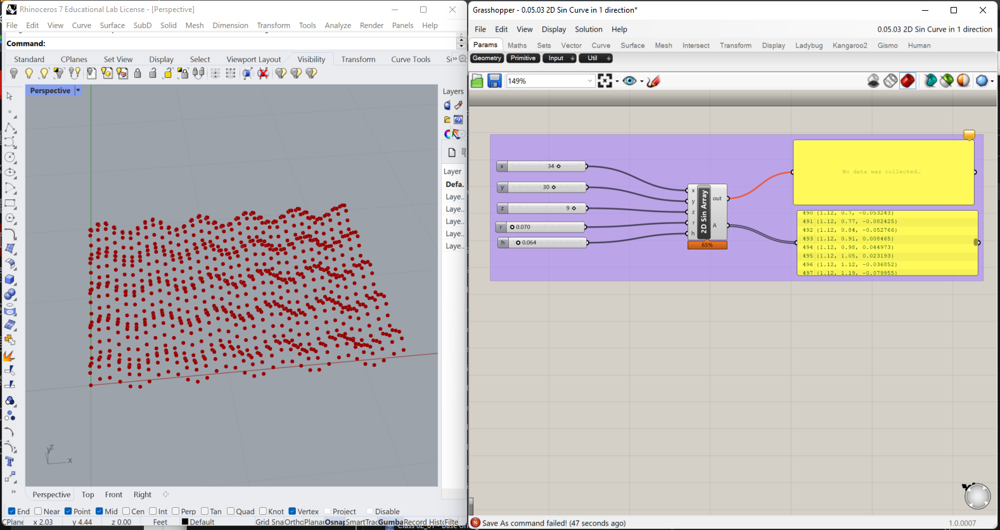 Rhinoceros 7 Educational Lab License - [Perspective]
File Edit View Curve Surface SubD Solid Mesh Dimension Transform Tools Analyze Render Panels Help
Command:
Standard CPlanes Set View Display Select Viewport Layout Visibility Transform Curve Tools
Perspective
Layers
Layer
Defa.
Laye..
Laye..
Laye..
Laye..
Laye..
z
y
x
Perspective Top Front Right
End Near Point Mid Cen Int Perp Tan Quad Knot Vertex Project Disable
CPlane x 2.03 y 4.44 z 0.00 Feet Default Grid Sna Ortho Planar Osnap SmartTrac Gumba Record Histo Filte
Grasshopper - 0.05.03 2D Sin Curve in 1 direction*
File Edit View Display Solution Help 0.05.03 2D Sin Curve in 1 direction
Params Maths Sets Vector Curve Surface Mesh Intersect Transform Display Ladybug Kangaroo2 Gismo Human
Geometry Primitive Input Util
149%
x 34
y 30
z 9
r 0.070
h 0.064
x
y
z
r
h
2D Sin Array
out
A
65%
No data was collected…
490 {1.12, 0.7, -0.053243}
491 {1.12, 0.77, -0.082425}
492 {1.12, 0.84, -0.052766}
493 {1.12, 0.91, 0.008465}
494 {1.12, 0.98, 0.044973}
495 {1.12, 1.05, 0.023193}
496 {1.12, 1.12, -0.036852}
497 {1.12, 1.19, -0.079955}
Save As command failed! (47 seconds ago)
1.0.0007